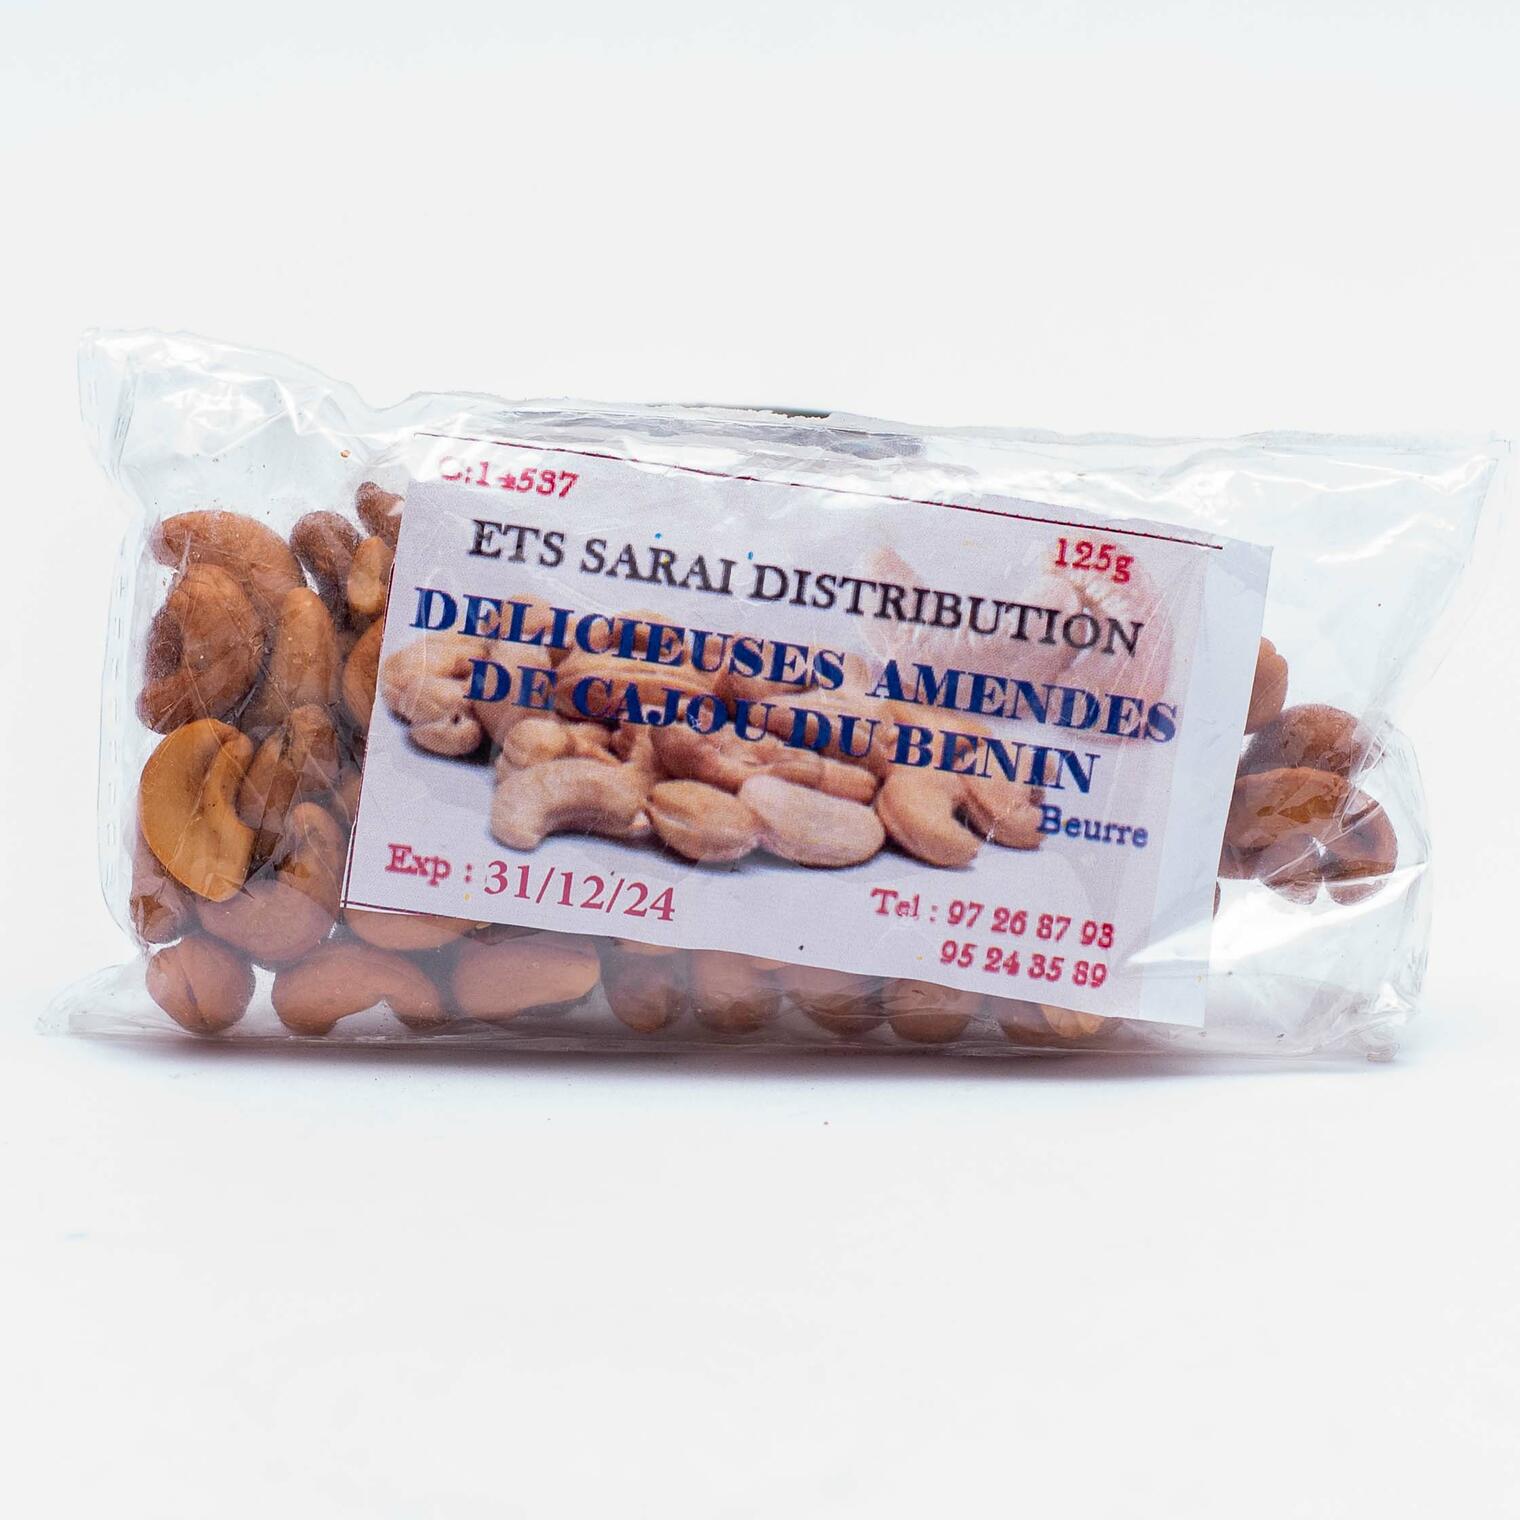 C:14537
125g
ETS SARAI DISTRIBUTION
DELICIEUSES AMENDES
DE CAJOU DU BENIN
Beurre
Exp : 31/12/24
Tel : 97 26 87 93
95 24 35 89